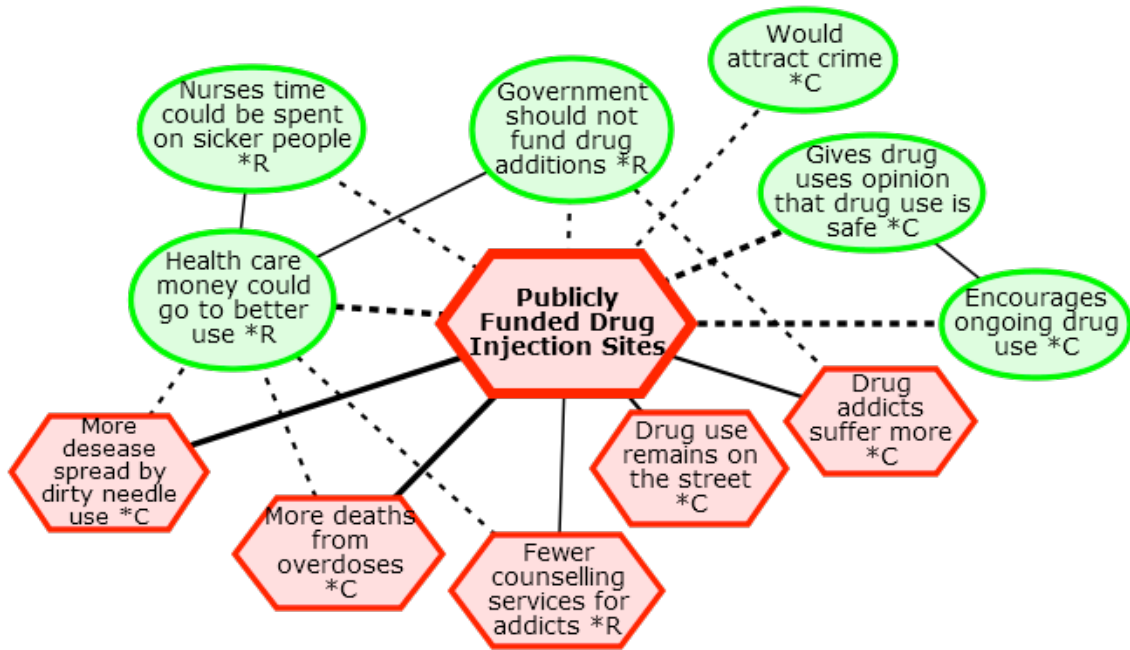 Would
attract crime
*C
Nurses time
could be spent
on sicker people
*R
Government
should not
fund drug
additions *R
Gives drug
uses opinion
that drug use is
safe *C
Health care
money could
go to better
use *R
Publicly
Funded Drug
Injection Sites
Encourages
ongoing drug
use *C
Drug
addicts
suffer more
*C
More
desease
spread by
dirty needle
use *C
Drug use
remains on
the street
*C
More deaths
from
overdoses
*C
Fewer
counselling
services for
addicts *R